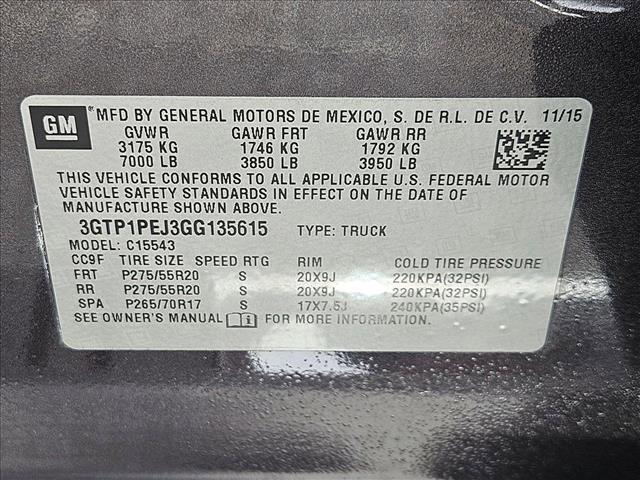 GM MFD BY GENERAL MOTORS DE MEXICO, S. DE R.L. DE C.V. 11/15
GVWR GAWR FRT GAWR RR
3175 KG 1746 KG 1792 KG
7000 LB 3850 LB 3950 LB
THIS VEHICLE CONFORMS TO ALL APPLICABLE U.S. FEDERAL MOTOR
VEHICLE SAFETY STANDARDS IN EFFECT ON THE DATE OF
MANUFACTURE SHOWN ABOVE.
3GTP1PEJ3GG135615 TYPE: TRUCK
MODEL: C15543
CC9F TIRE SIZE SPEED RTG RIM COLD TIRE PRESSURE
FRT P275/55R20 S 20X9J 220KPA(32PSI)
RR P275/55R20 S 20X9J 220KPA(32PSI)
SPA P265/70R17 S 17X7.5J 240KPA(35PSI)
SEE OWNER'S MANUAL FOR MORE INFORMATION.